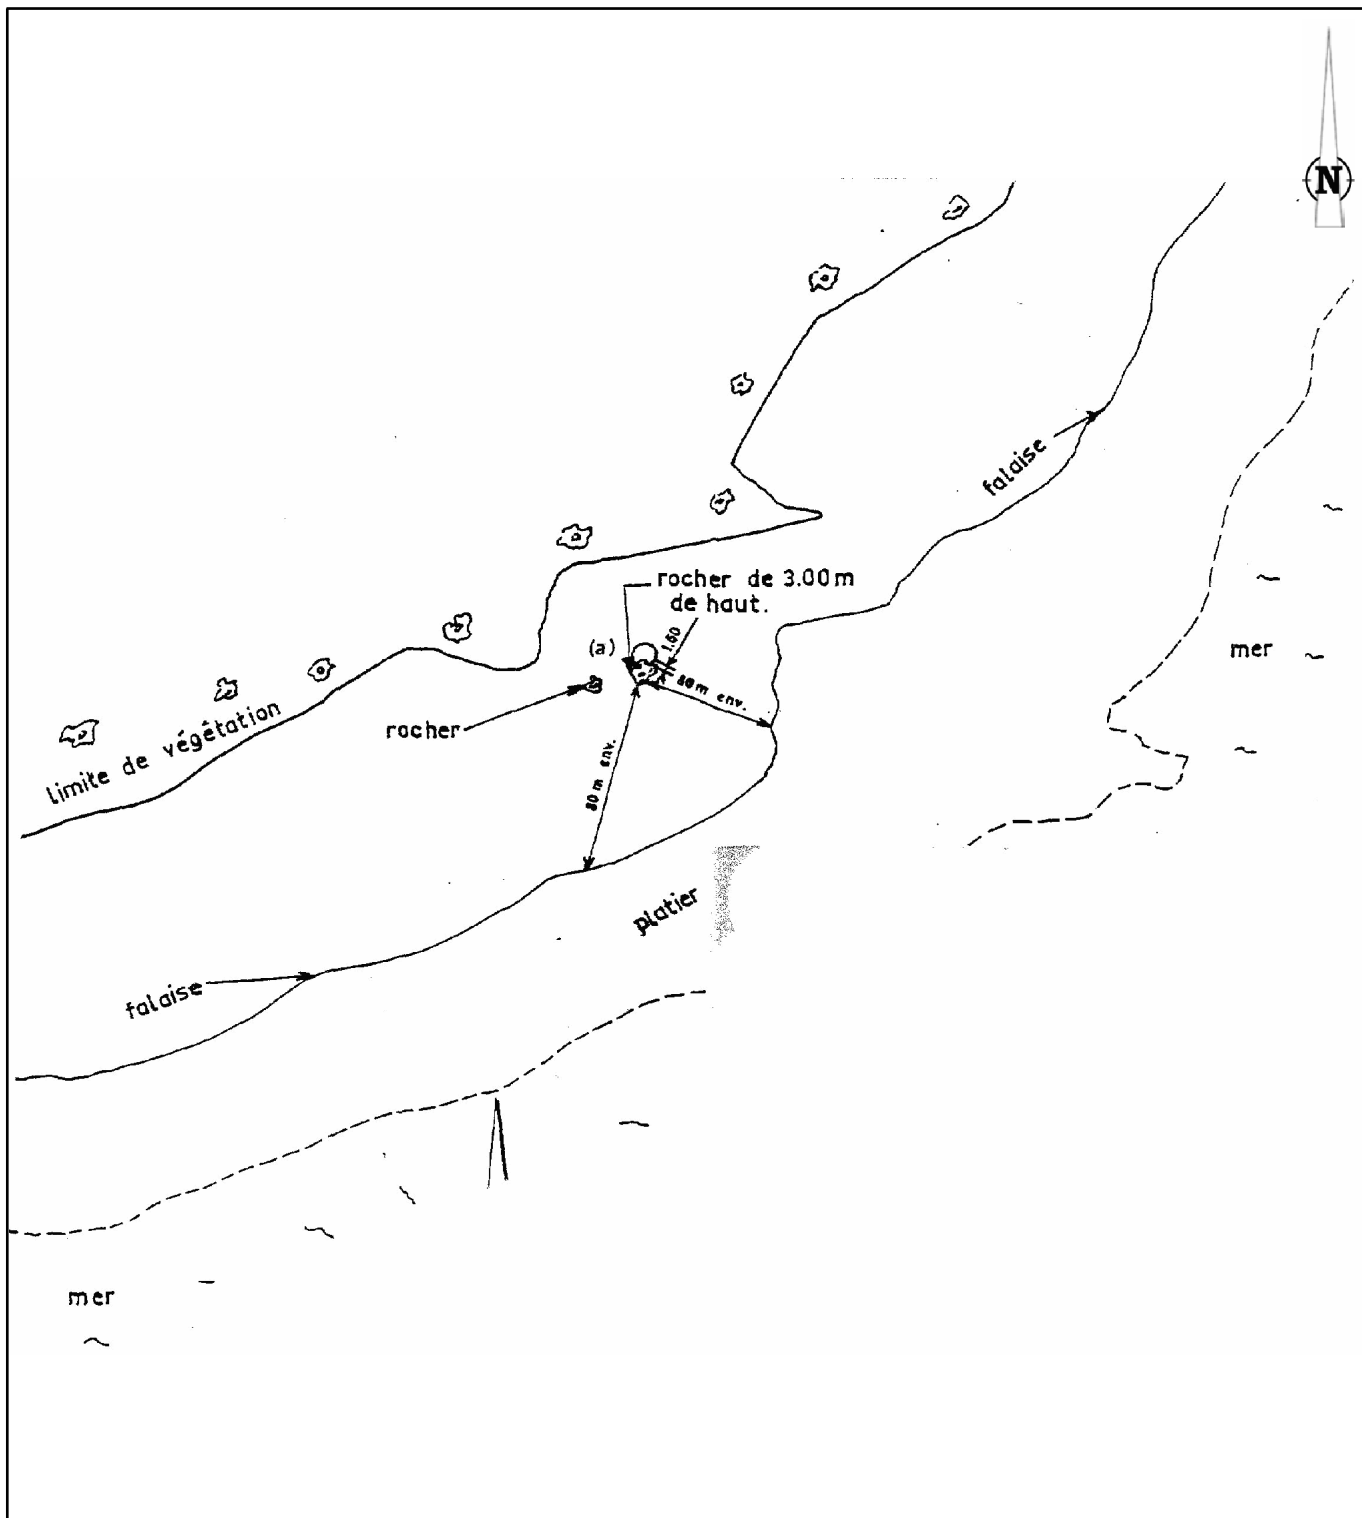 N
falaise
rocher de 3.00m
de haut.
1.60
(a)
mer
80m env.
limite de végêtation
rocher
80 m env.
platier
falaise
mer